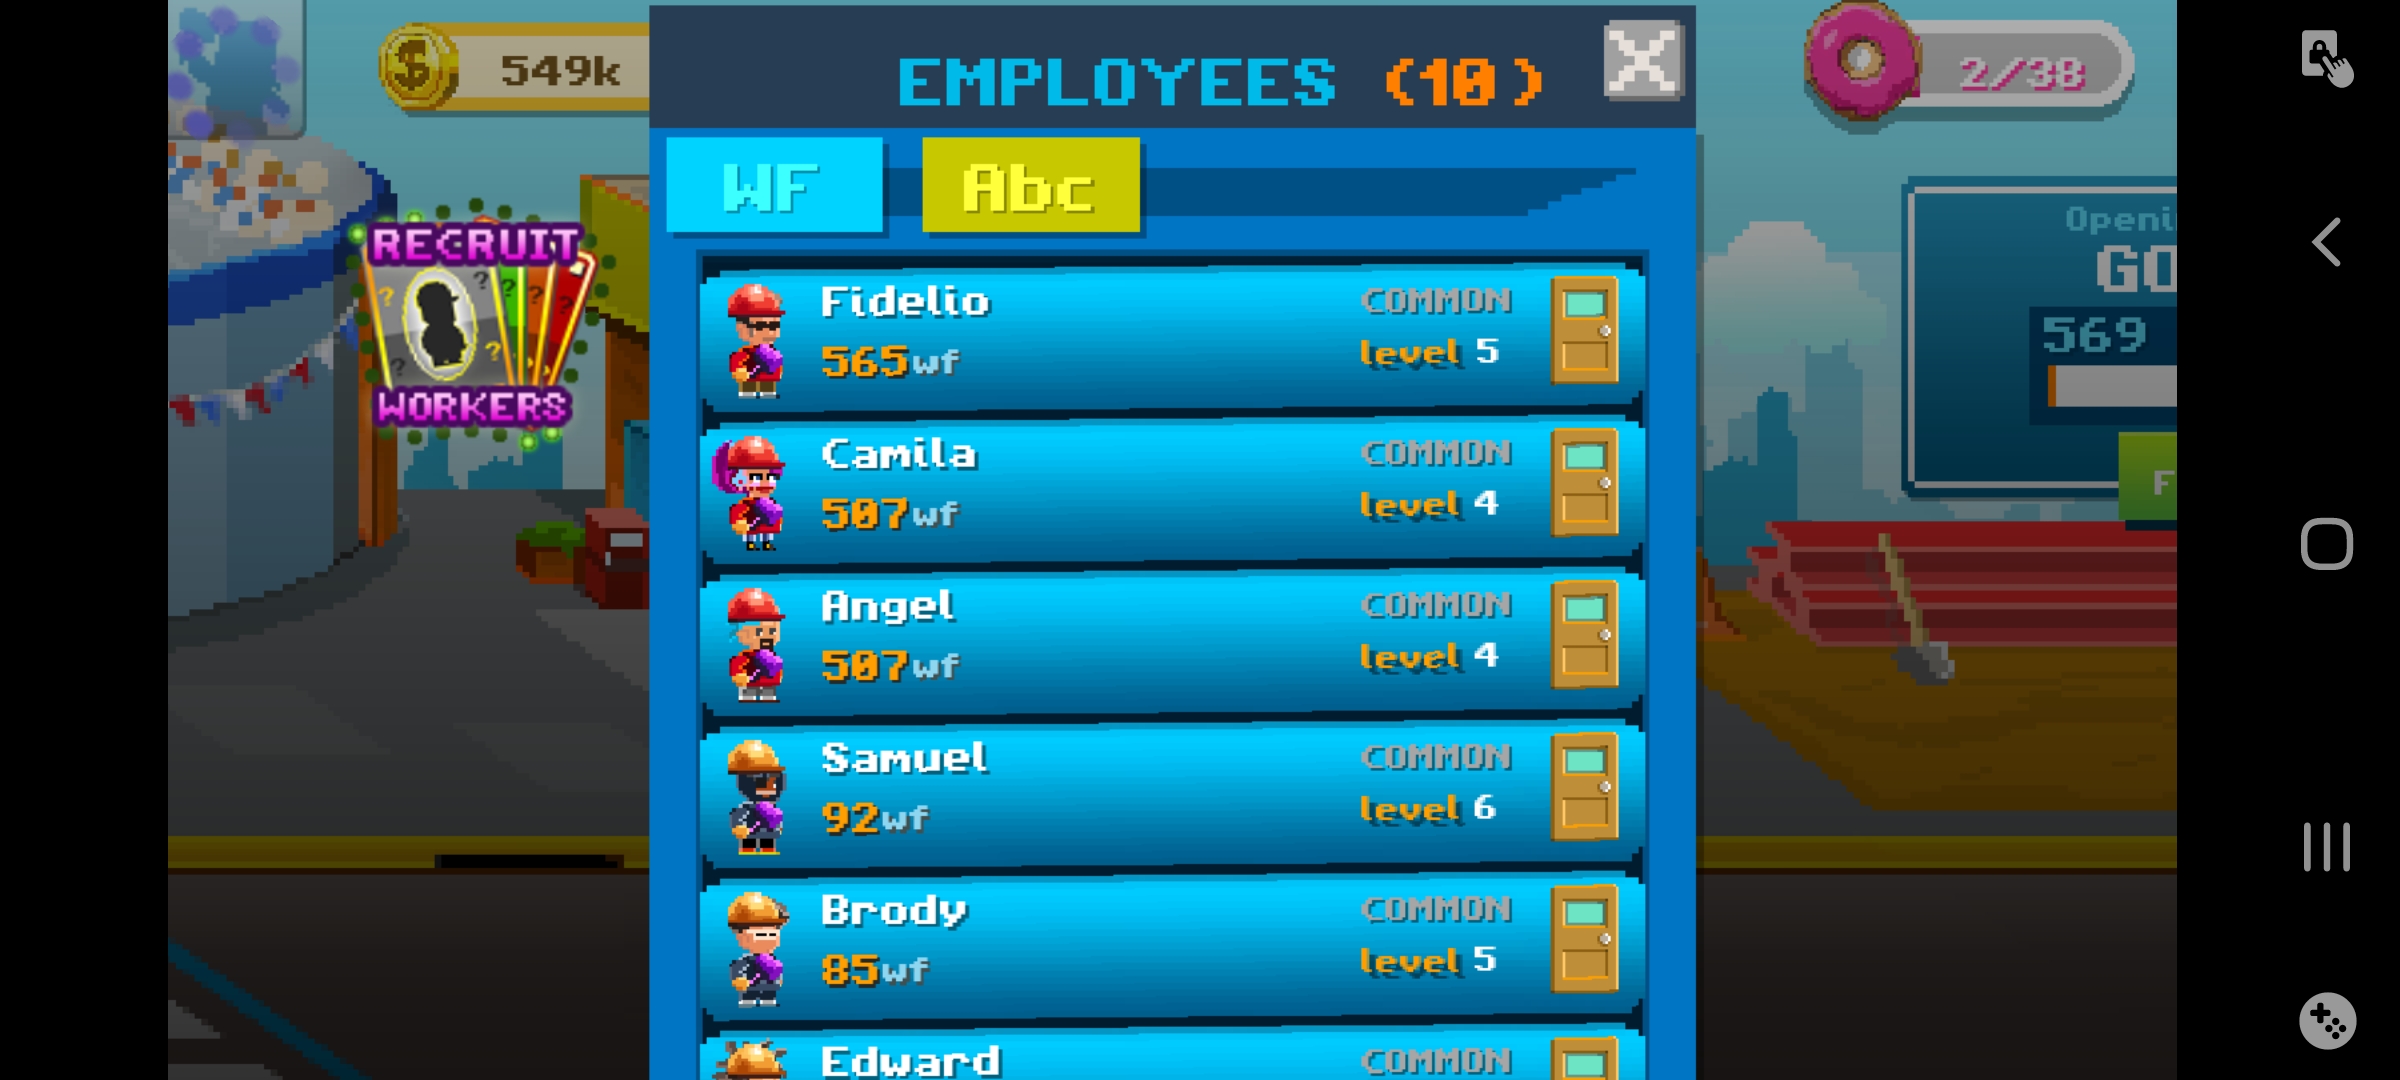 549k
EMPLOYEES (10)
2/38
WF
Abc
RECRUIT
WORKERS
Openi
GO
569
F
Fidelio
COMMON
565wf
level 5
Camila
COMMON
507wf
level 4
Angel
COMMON
507wf
level 4
Samuel
COMMON
92wf
level 6
Brody
COMMON
85wf
level 5
Edward
COMMON